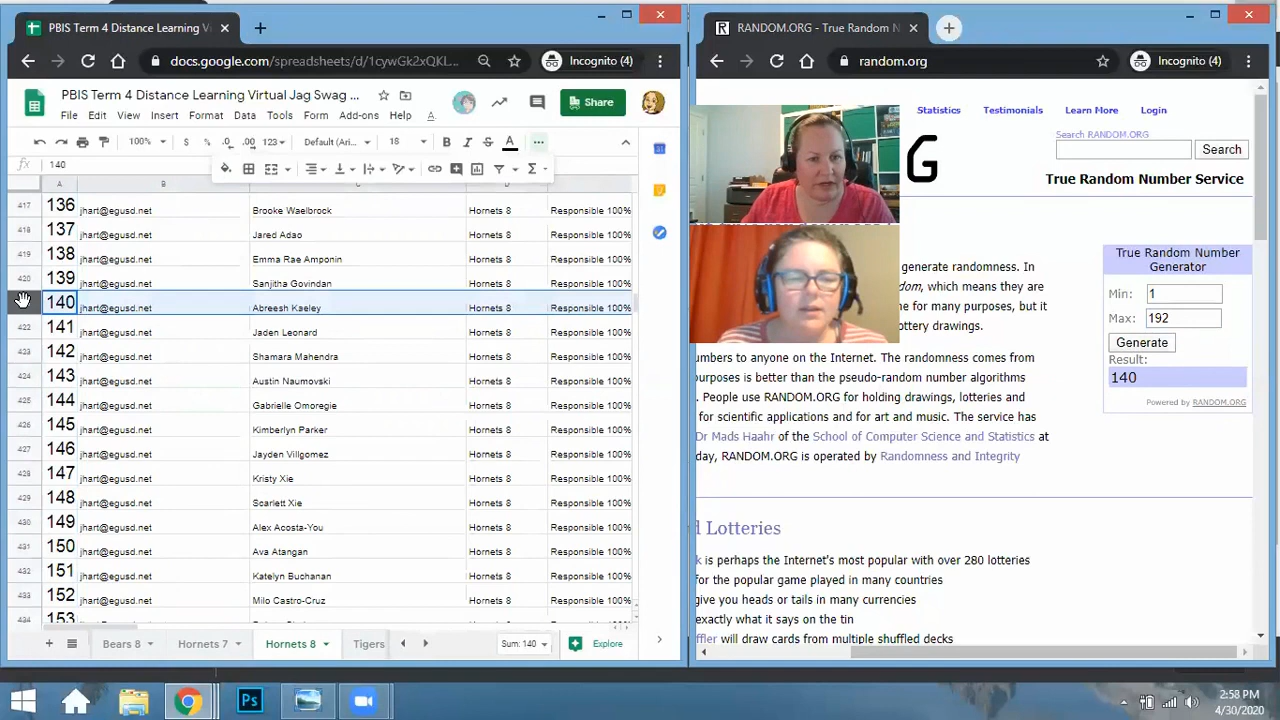 PBIS Term 4 Distance Learning V
docs.google.com/spreadsheets/d/1cywGk2xQKL...
Incognito (4)
PBIS Term 4 Distance Learning Virtual Jag Swag ...
Share
File Edit View Insert Format Data Tools Form Add-ons Help
100% % .0 .00 123 Default (Ari... 18 B I S A
fx 140
A B C
417 136 jhart@egusd.net Brooke Waelbrock Hornets 8 Responsible 100%
418 137 jhart@egusd.net Jared Adao Hornets 8 Responsible 100%
419 138 jhart@egusd.net Emma Rae Amponin Hornets 8 Responsible 100%
420 139 jhart@egusd.net Sanjitha Govindan Hornets 8 Responsible 100%
140 jhart@egusd.net Abreesh Kaeley Hornets 8 Responsible 100%
422 141 jhart@egusd.net Jaden Leonard Hornets 8 Responsible 100%
423 142 jhart@egusd.net Shamara Mahendra Hornets 8 Responsible 100%
424 143 jhart@egusd.net Austin Naumovski Hornets 8 Responsible 100%
425 144 jhart@egusd.net Gabrielle Omoregie Hornets 8 Responsible 100%
426 145 jhart@egusd.net Kimberlyn Parker Hornets 8 Responsible 100%
427 146 jhart@egusd.net Jayden Villgomez Hornets 8 Responsible 100%
428 147 jhart@egusd.net Kristy Xie Hornets 8 Responsible 100%
429 148 jhart@egusd.net Scarlett Xie Hornets 8 Responsible 100%
430 149 jhart@egusd.net Alex Acosta-You Hornets 8 Responsible 100%
431 150 jhart@egusd.net Ava Atangan Hornets 8 Responsible 100%
432 151 jhart@egusd.net Katelyn Buchanan Hornets 8 Responsible 100%
433 152 jhart@egusd.net Milo Castro-Cruz Hornets 8 Responsible 100%
434 153
Bears 8 Hornets 7 Hornets 8 Tigers Sum: 140 Explore
RANDOM.ORG - True Random N
random.org
Incognito (4)
Statistics Testimonials Learn More Login
Search RANDOM.ORG
Search
G
True Random Number Service
generate randomness. In
dom, which means they are
e for many purposes, but it
ottery drawings.
True Random Number
Generator
Min: 1
Max: 192
Generate
Result:
140
Powered by RANDOM.ORG
umbers to anyone on the Internet. The randomness comes from
purposes is better than the pseudo-random number algorithms
. People use RANDOM.ORG for holding drawings, lotteries and
for scientific applications and for art and music. The service has
Dr Mads Haahr of the School of Computer Science and Statistics at
day, RANDOM.ORG is operated by Randomness and Integrity
d Lotteries
k is perhaps the Internet's most popular with over 280 lotteries
for the popular game played in many countries
give you heads or tails in many currencies
exactly what it says on the tin
ffler will draw cards from multiple shuffled decks
Ps
2:58 PM
4/30/2020